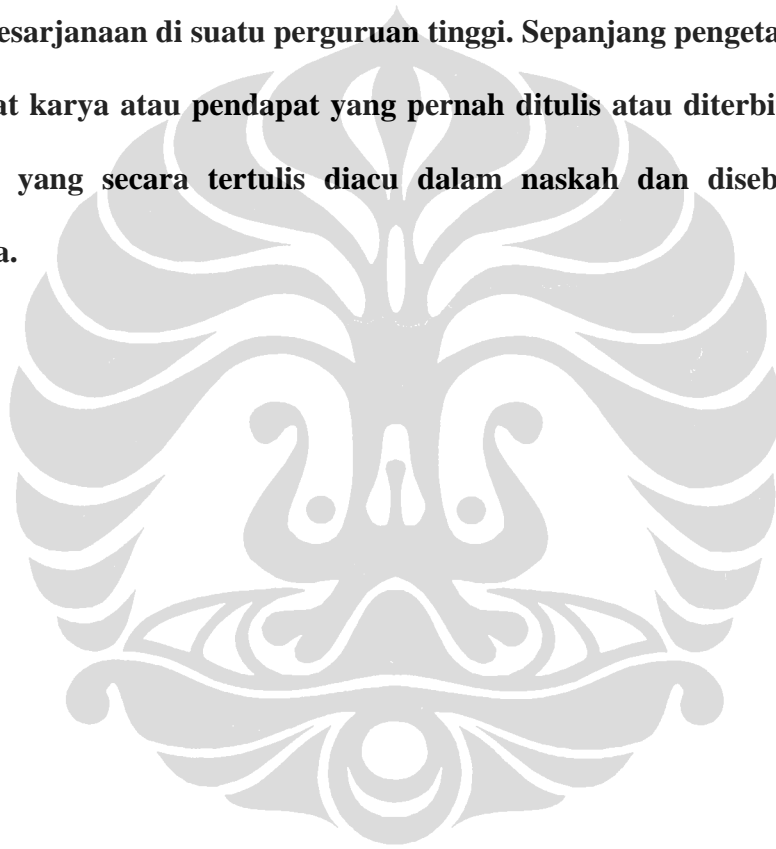 esarjanaan di suatu perguruan tinggi. Sepanjang pengeta
at karya atau pendapat yang pernah ditulis atau diterbi
yang secara tertulis diacu dalam naskah dan diseb
a.